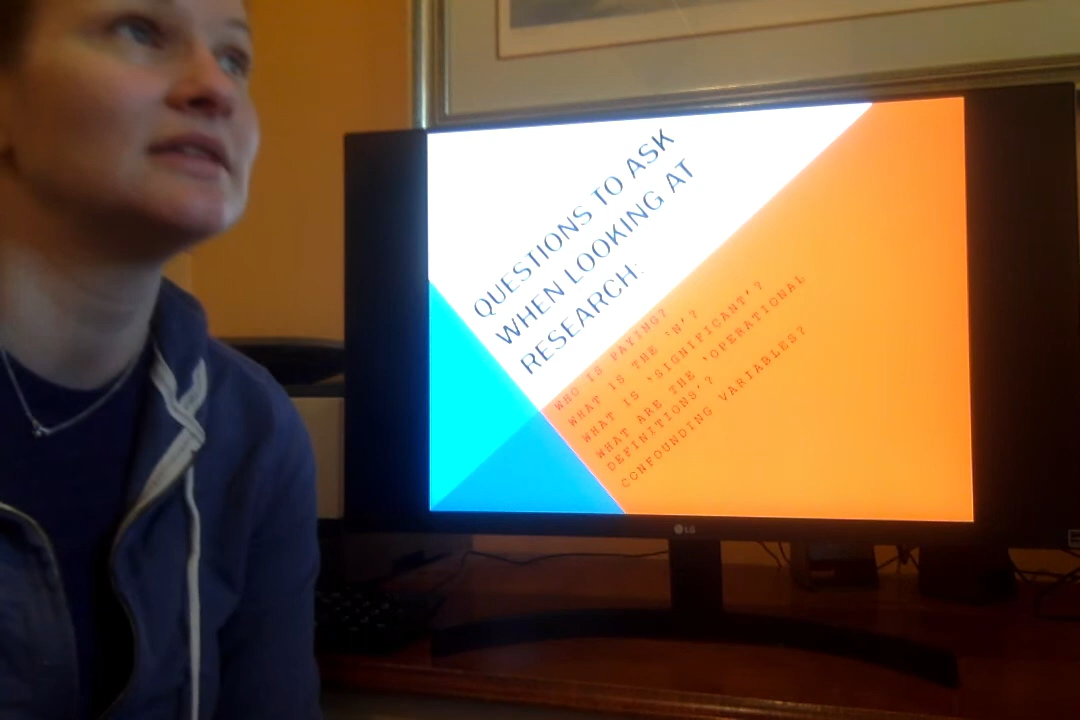 QUESTIONS TO ASK
WHEN LOOKING AT
RESEARCH:
WHO IS PAYING?
WHAT IS THE 'N'?
WHAT IS 'SIGNIFICANT'?
WHAT ARE THE 'OPERATIONAL
DEFINITIONS'?
CONFOUNDING VARIABLES?
LG